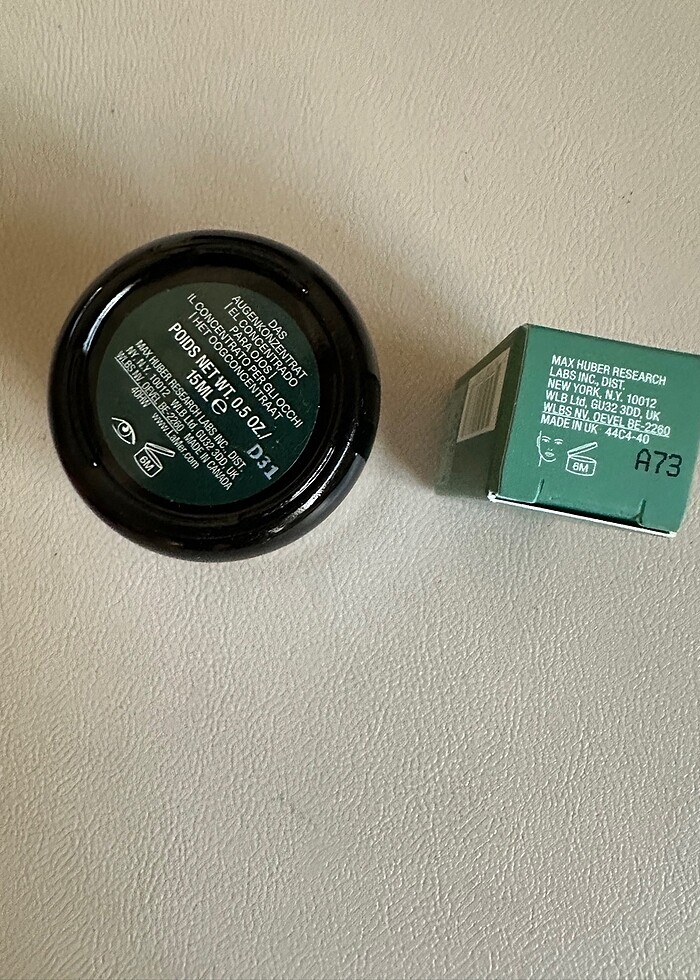 DAS
AUGENKONZENTRAT
| EL CONCENTRADO
PARA OJOS |
IL CONCENTRATO PER GLI OCCHI
| HET OOGCONCENTRAAT
POIDS NET WT. 0.5 OZ/
15 ML ℮
MAX HUBER RESEARCH LABS INC., DIST.
NY, N.Y. 10022 WLB Ltd, GU32 3DD, UK
WLBS NV. OEVEL BE-2260 MADE IN CANADA
www.LaMer.com
6M
D31
MAX HUBER RESEARCH
LABS INC., DIST.
NEW YORK, N.Y. 10012
WLB Ltd, GU32 3DD, UK
WLBS NV. OEVEL BE-2260
MADE IN UK 44C4-40
6M
A73